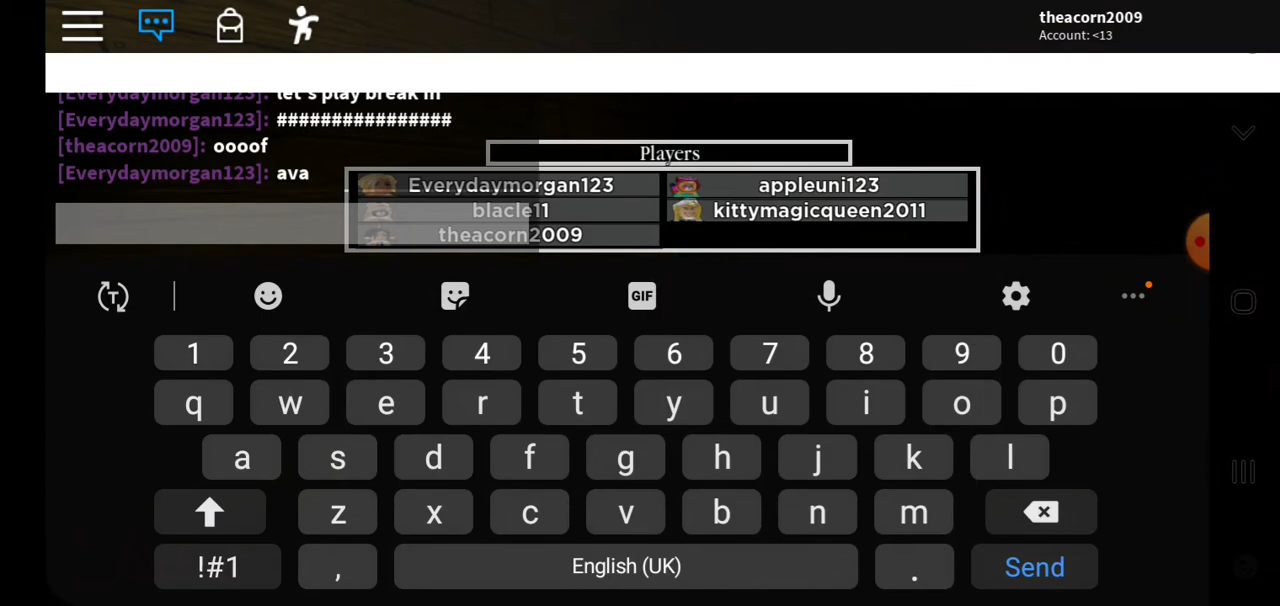 theacorn2009
Account: <13
[Everydaymorgan123]: let's play break in
[Everydaymorgan123]: ################
[theacorn2009]: oooof
[Everydaymorgan123]: ava
Players
Everydaymorgan123 appleuni123
blacle11 kittymagicqueen2011
theacorn2009
T GIF
1 2 3 4 5 6 7 8 9 0
q w e r t y u i o p
a s d f g h j k l
z x c v b n m
!#1 , English (UK) . Send